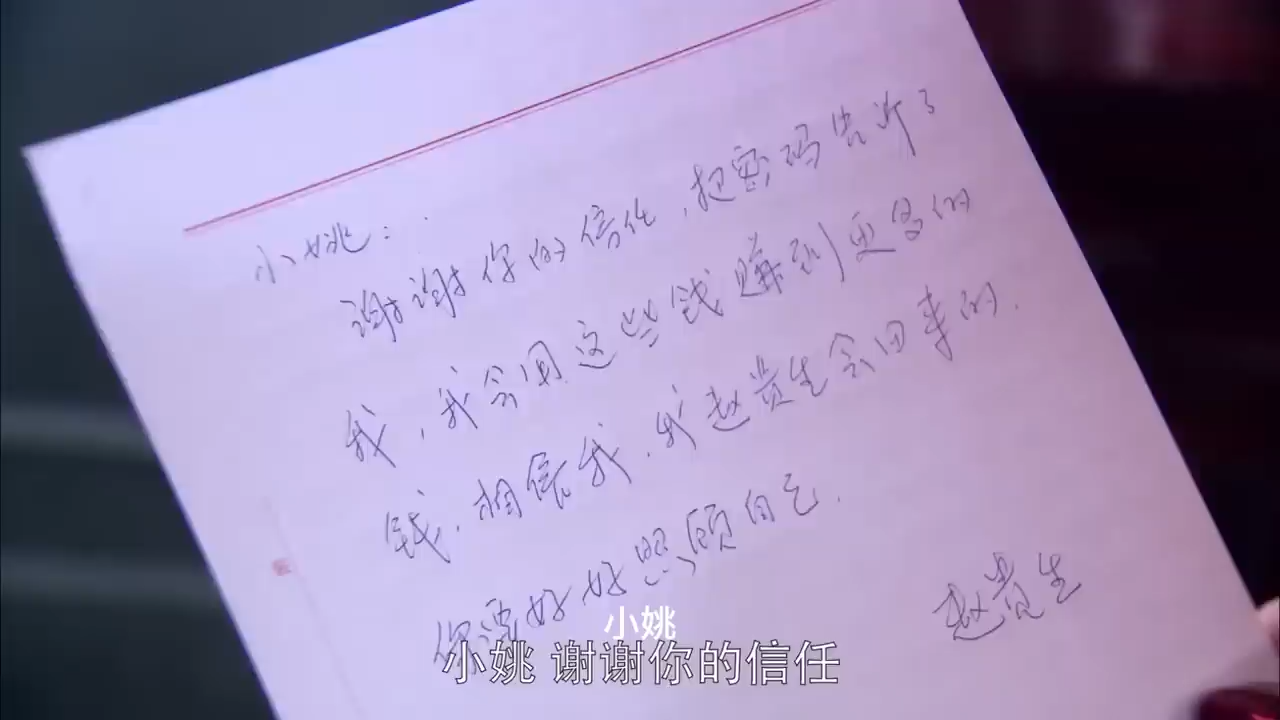 小姚：
谢谢你的信任，把密码告诉了
我，我会用这些钱赚到更多的
钱.相信我.我赵贵生会回来的.
你要好好照顾自己.
赵贵生
小姚
小姚 谢谢你的信任